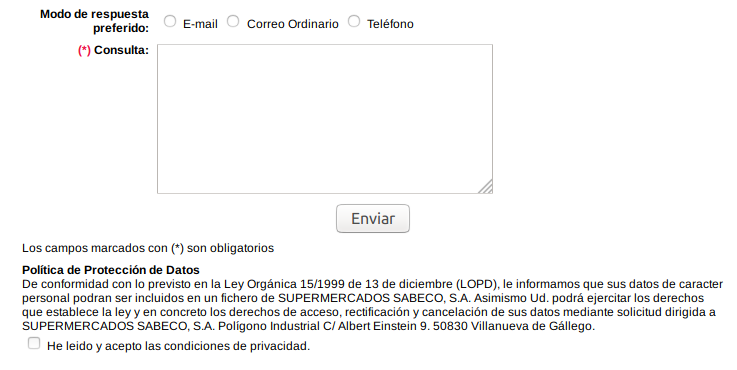 Modo de respuesta
preferido:
E-mail Correo Ordinario Teléfono
(*) Consulta:
Enviar
Los campos marcados con (*) son obligatorios
Política de Protección de Datos
De conformidad con lo previsto en la Ley Orgánica 15/1999 de 13 de diciembre (LOPD), le informamos que sus datos de caracter
personal podran ser incluidos en un fichero de SUPERMERCADOS SABECO, S.A. Asimismo Ud. podrá ejercitar los derechos
que establece la ley y en concreto los derechos de acceso, rectificación y cancelación de sus datos mediante solicitud dirigida a
SUPERMERCADOS SABECO, S.A. Polígono Industrial C/ Albert Einstein 9. 50830 Villanueva de Gállego.
He leido y acepto las condiciones de privacidad.